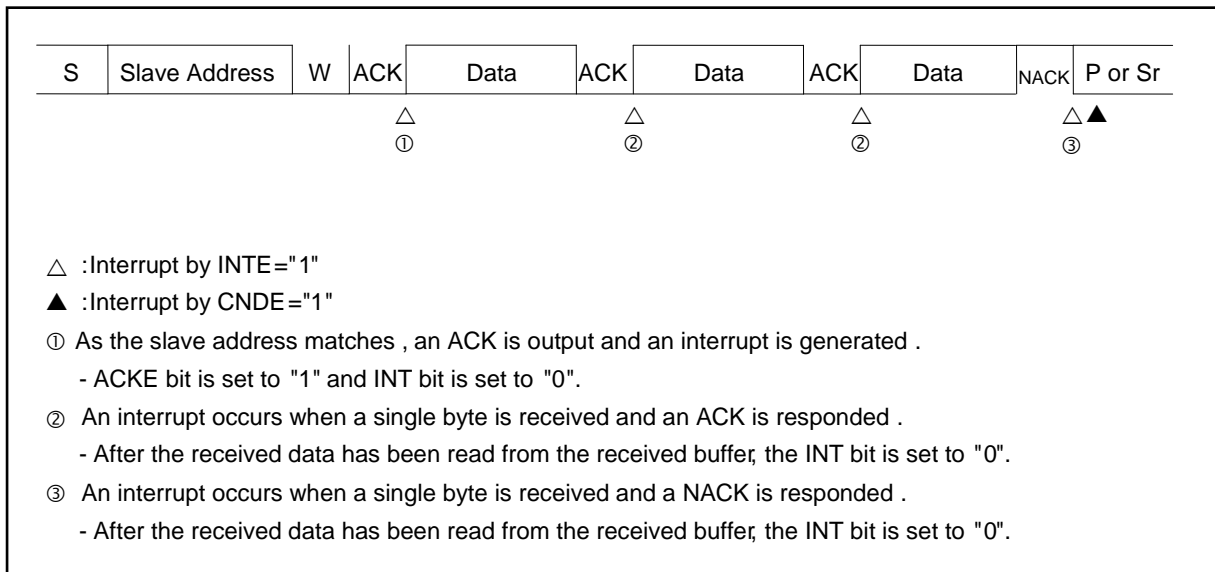 S Slave Address W ACK Data ACK Data ACK Data NACK P or Sr
△ △ △ △ ▲
① ② ② ③
△ :Interrupt by INTE="1"
▲ :Interrupt by CNDE="1"
① As the slave address matches , an ACK is output and an interrupt is generated .
- ACKE bit is set to "1" and INT bit is set to "0".
② An interrupt occurs when a single byte is received and an ACK is responded .
- After the received data has been read from the received buffer, the INT bit is set to "0".
③ An interrupt occurs when a single byte is received and a NACK is responded .
- After the received data has been read from the received buffer, the INT bit is set to "0".